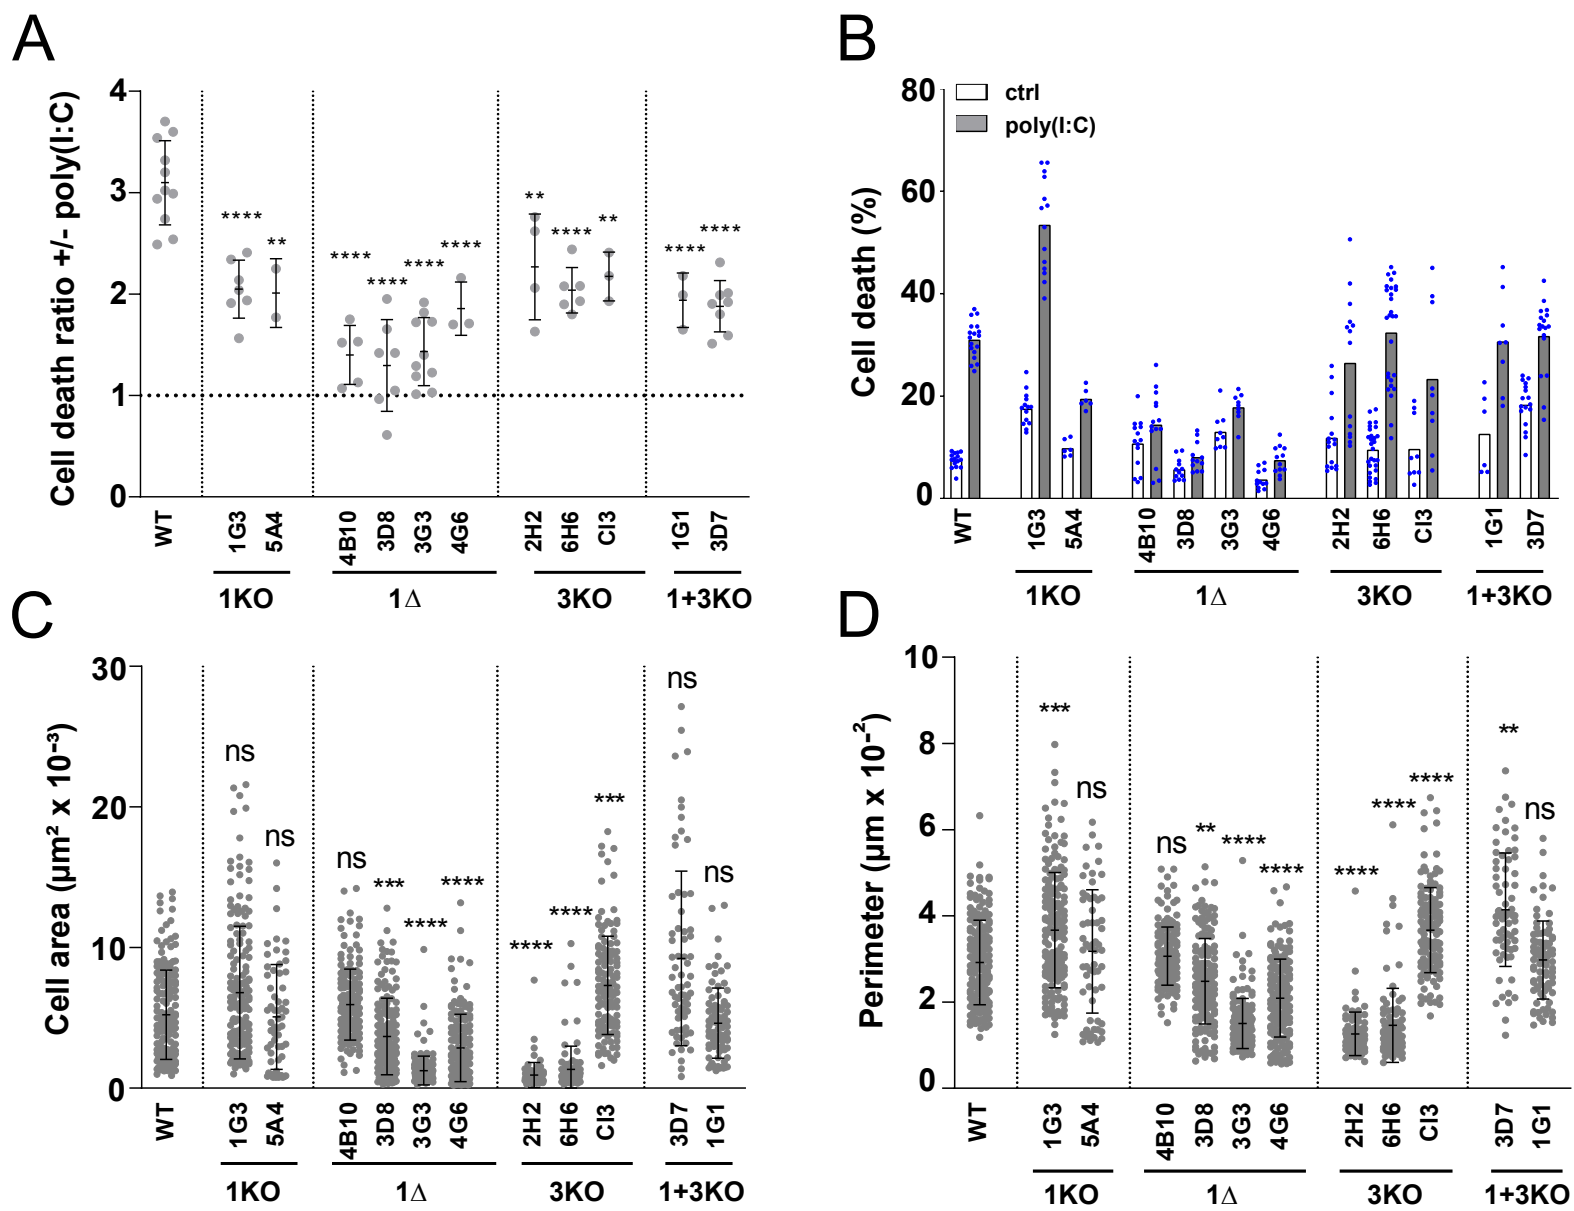 A
Cell death ratio +/- poly(I:C)
4
3
2
1
0
****
**
****
****
****
****
**
****
**
****
****
WT
1G3
5A4
4B10
3D8
3G3
4G6
2H2
6H6
Cl3
1G1
3D7
1KO
1Δ
3KO
1+3KO
B
Cell death (%)
80
60
40
20
0
ctrl
poly(I:C)
WT
1G3
5A4
4B10
3D8
3G3
4G6
2H2
6H6
Cl3
1G1
3D7
1KO
1Δ
3KO
1+3KO
C
Cell area (µm² x 10⁻³)
30
20
10
0
ns
ns
ns
***
****
****
****
****
***
ns
ns
WT
1G3
5A4
4B10
3D8
3G3
4G6
2H2
6H6
Cl3
3D7
1G1
1KO
1Δ
3KO
1+3KO
D
Perimeter (µm x 10⁻²)
10
8
6
4
2
0
***
ns
ns
**
****
****
****
****
****
**
ns
WT
1G3
5A4
4B10
3D8
3G3
4G6
2H2
6H6
Cl3
3D7
1G1
1KO
1Δ
3KO
1+3KO